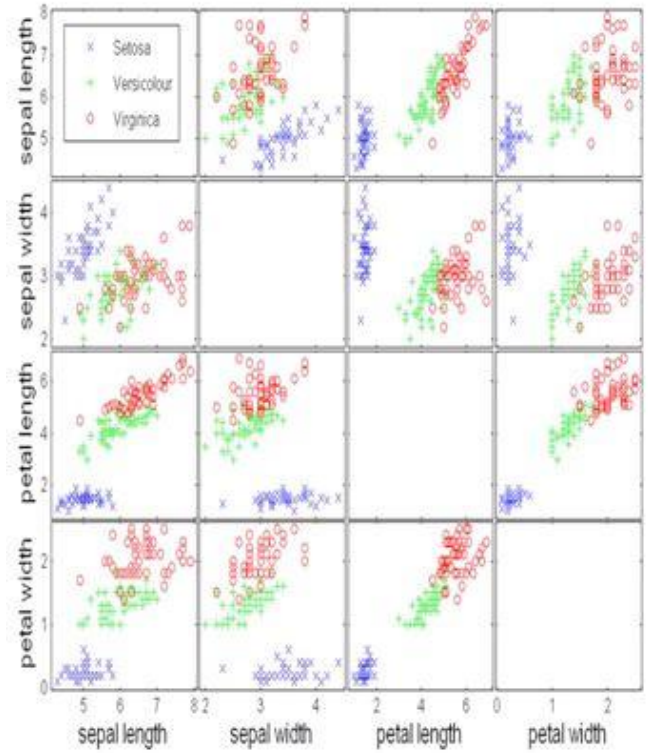 8
Setosa
Versicolour
Virginica
7
6
5
sepal length
4
3
2
sepal width
6
4
2
petal length
2
1
0
petal width
5 6 7 8 2 3 4 2 4 6 0 1 2
sepal length sepal width petal length petal width